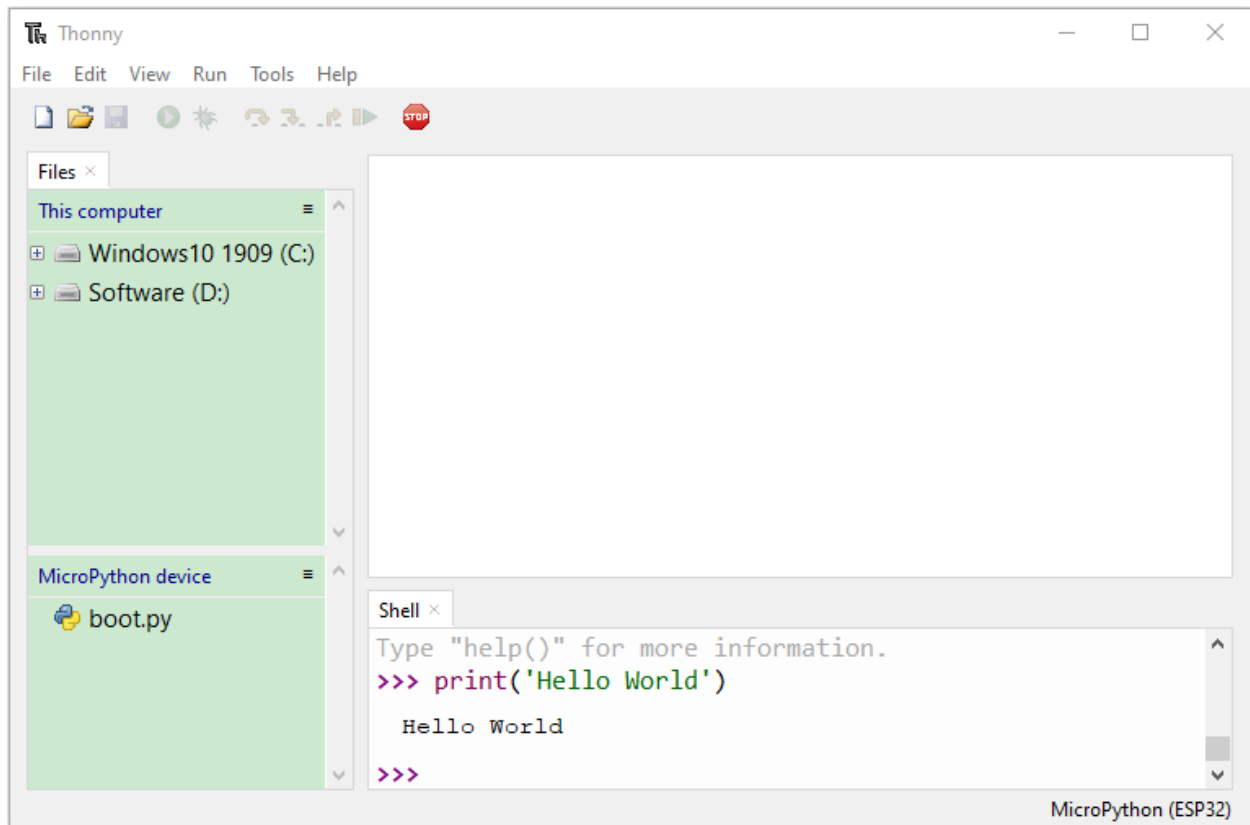 Thonny
File Edit View Run Tools Help
STOP
Files
This computer
Windows10 1909 (C:)
Software (D:)
MicroPython device
boot.py
Shell
Type "help()" for more information.
>>> print('Hello World')
Hello World
>>>
MicroPython (ESP32)